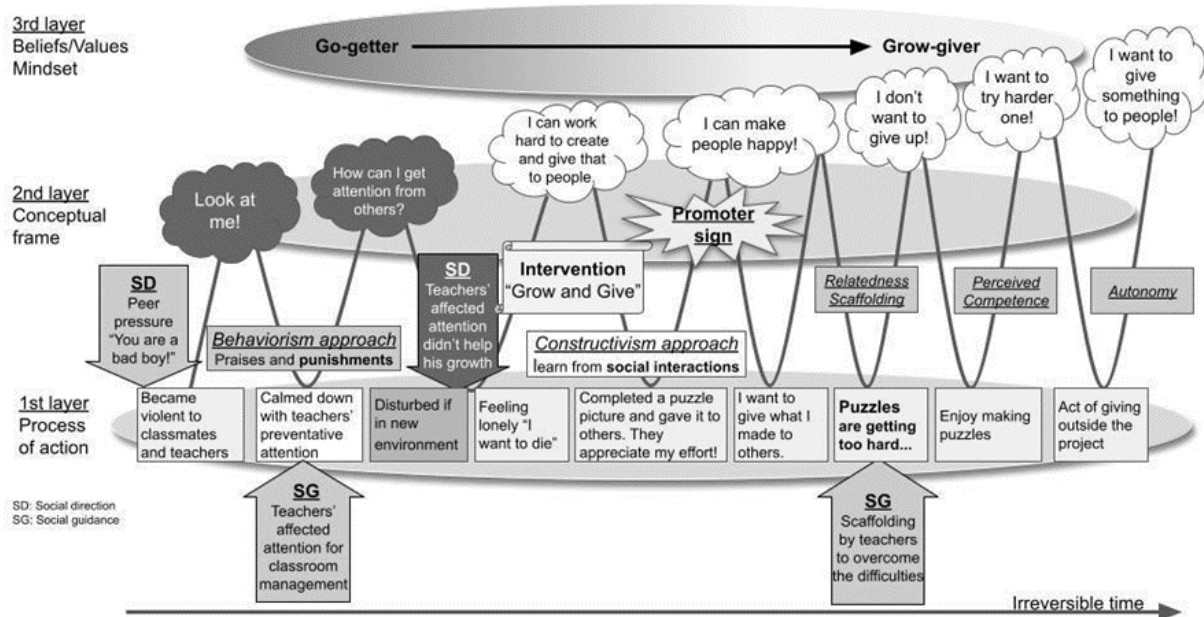 3rd layer
Beliefs/Values
Mindset
Go-getter
Grow-giver
I want to
give
something
to people!
I want to
try harder
one!
I don't
want to
give up!
I can make
people happy!
I can work
hard to create
and give that
to people.
How can I get
attention from
others?
Look at
me!
2nd layer
Conceptual
frame
Promoter
sign
SD
Peer
pressure
"You are a
bad boy!"
SD
Teachers'
affected
attention
didn't help
his growth
Intervention
"Grow and Give"
Relatedness
Scaffolding
Perceived
Competence
Autonomy
Behaviorism approach
Praises and punishments
Constructivism approach
learn from social interactions
1st layer
Process
of action
Became
violent to
classmates
and teachers
Calmed down
with teachers'
preventative
attention
Disturbed if
in new
environment
Feeling
lonely "I
want to die"
Completed a puzzle
picture and gave it to
others. They
appreciate my effort!
I want to
give what I
made to
others.
Puzzles
are getting
too hard...
Enjoy making
puzzles
Act of giving
outside the
project
SD: Social direction
SG: Social guidance
SG
Teachers'
affected
attention for
classroom
management
SG
Scaffolding
by teachers
to overcome
the difficulties
Irreversible time